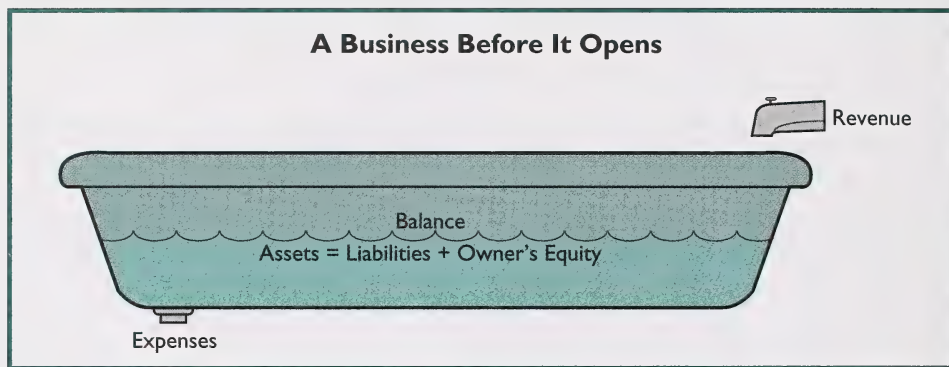 A Business Before It Opens
Revenue
Balance
Assets = Liabilities + Owner's Equity
Expenses